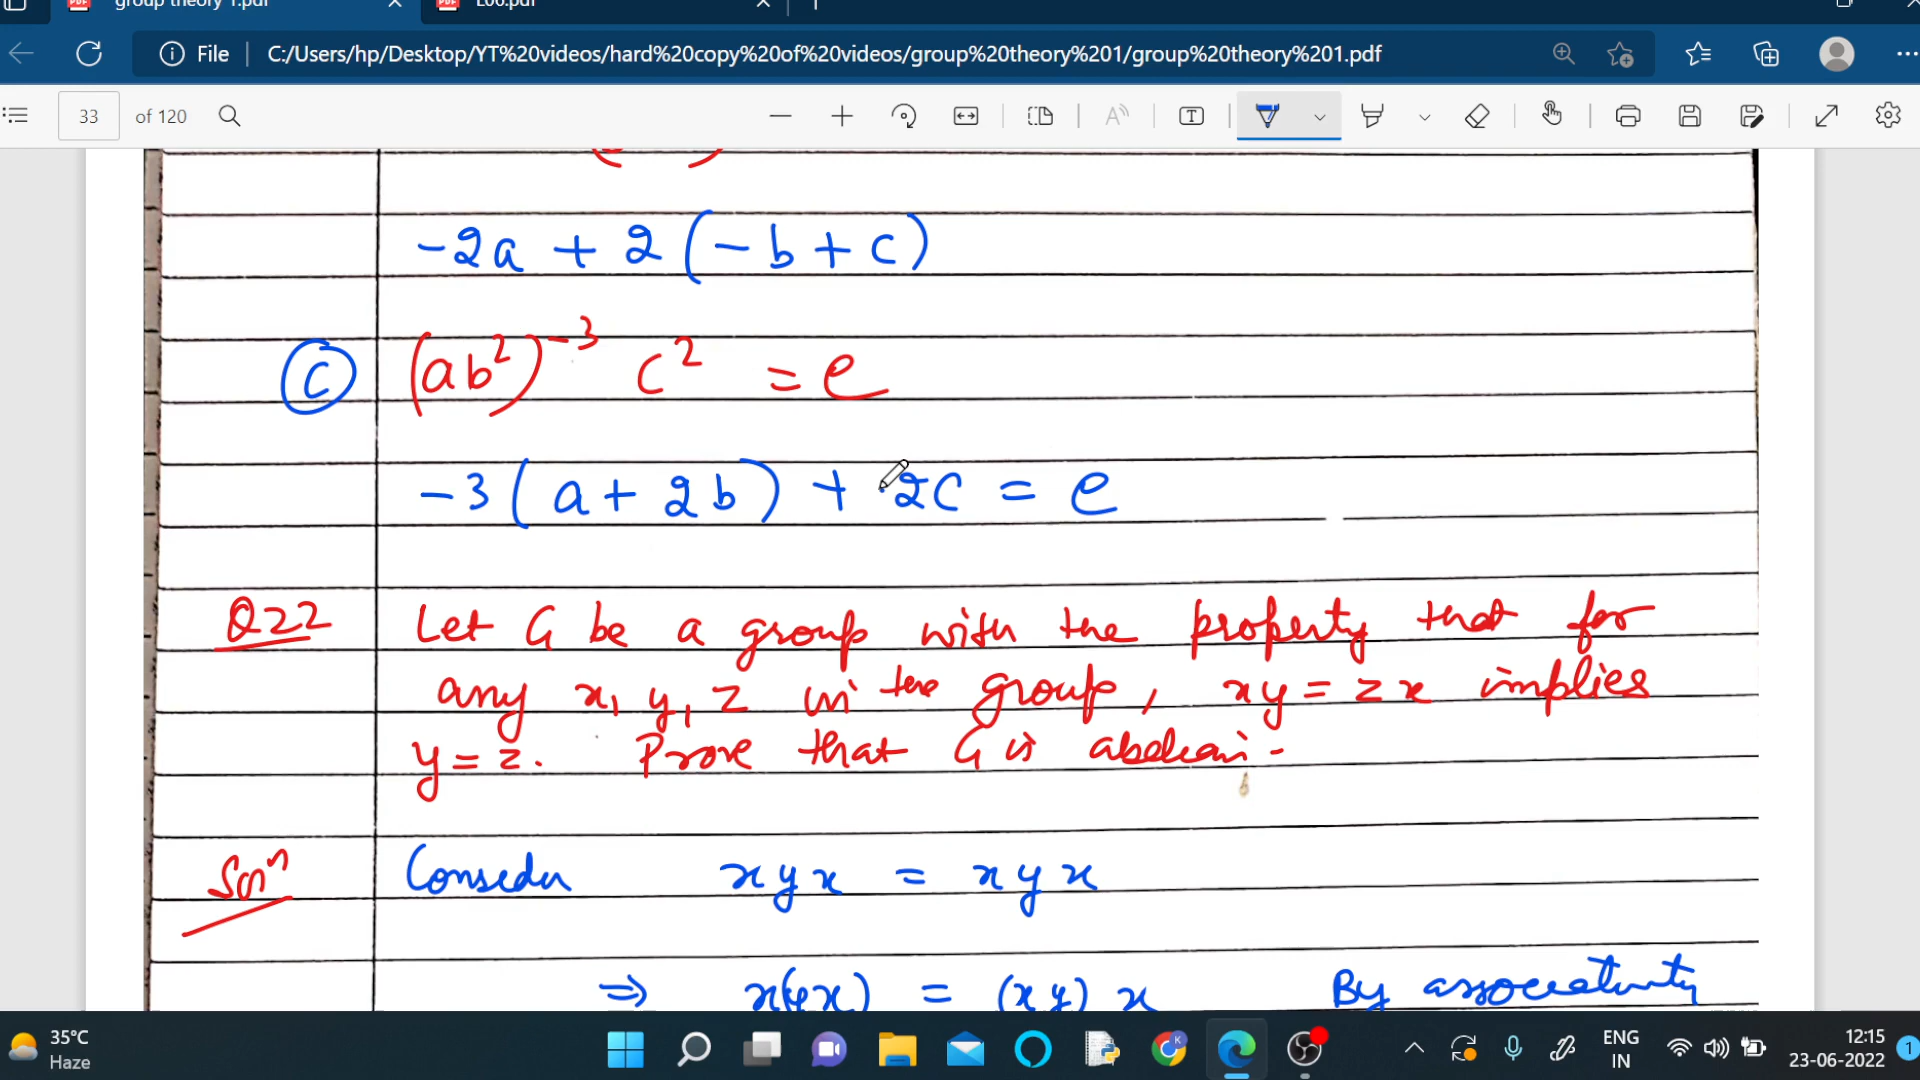 group theory 1.pdf
L06.pdf
File
C:/Users/hp/Desktop/YT%20videos/hard%20copy%20of%20videos/group%20theory%201/group%20theory%201.pdf
33 of 120
-2a + 2 (-b + c)
c (ab²)⁻³ c² = e
-3 (a + 2b) + 2c = e
Q22 Let G be a group with the property that for
any x, y, z in the group, xy = zx implies
y = z. Prove that G is abelian.
Solⁿ Consider xyx = xyx
⇒ x(yx) = (xy) x By associativity
35°C
Haze
ENG
IN
12:15
23-06-2022
1